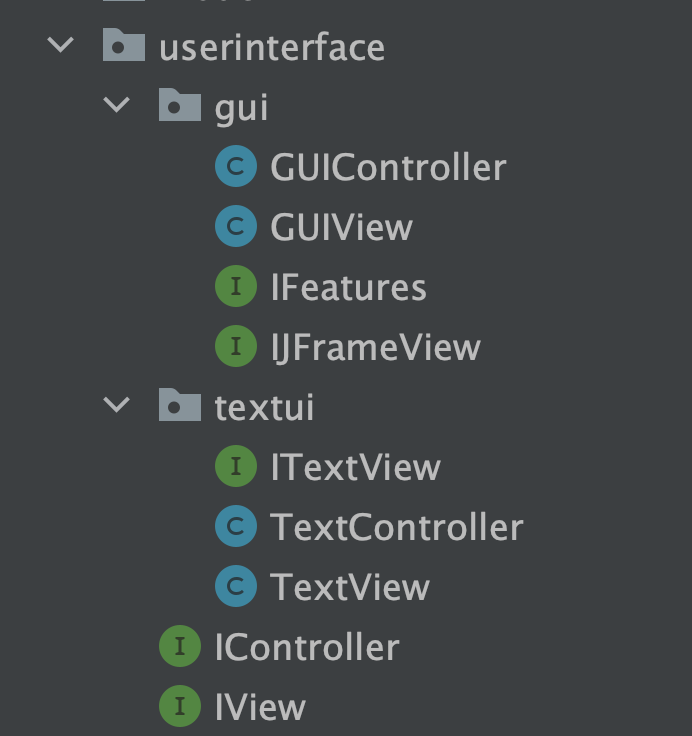 userinterface
gui
C GUIController
C GUIView
I IFeatures
I IJFrameView
textui
I ITextView
C TextController
C TextView
I IController
I IView